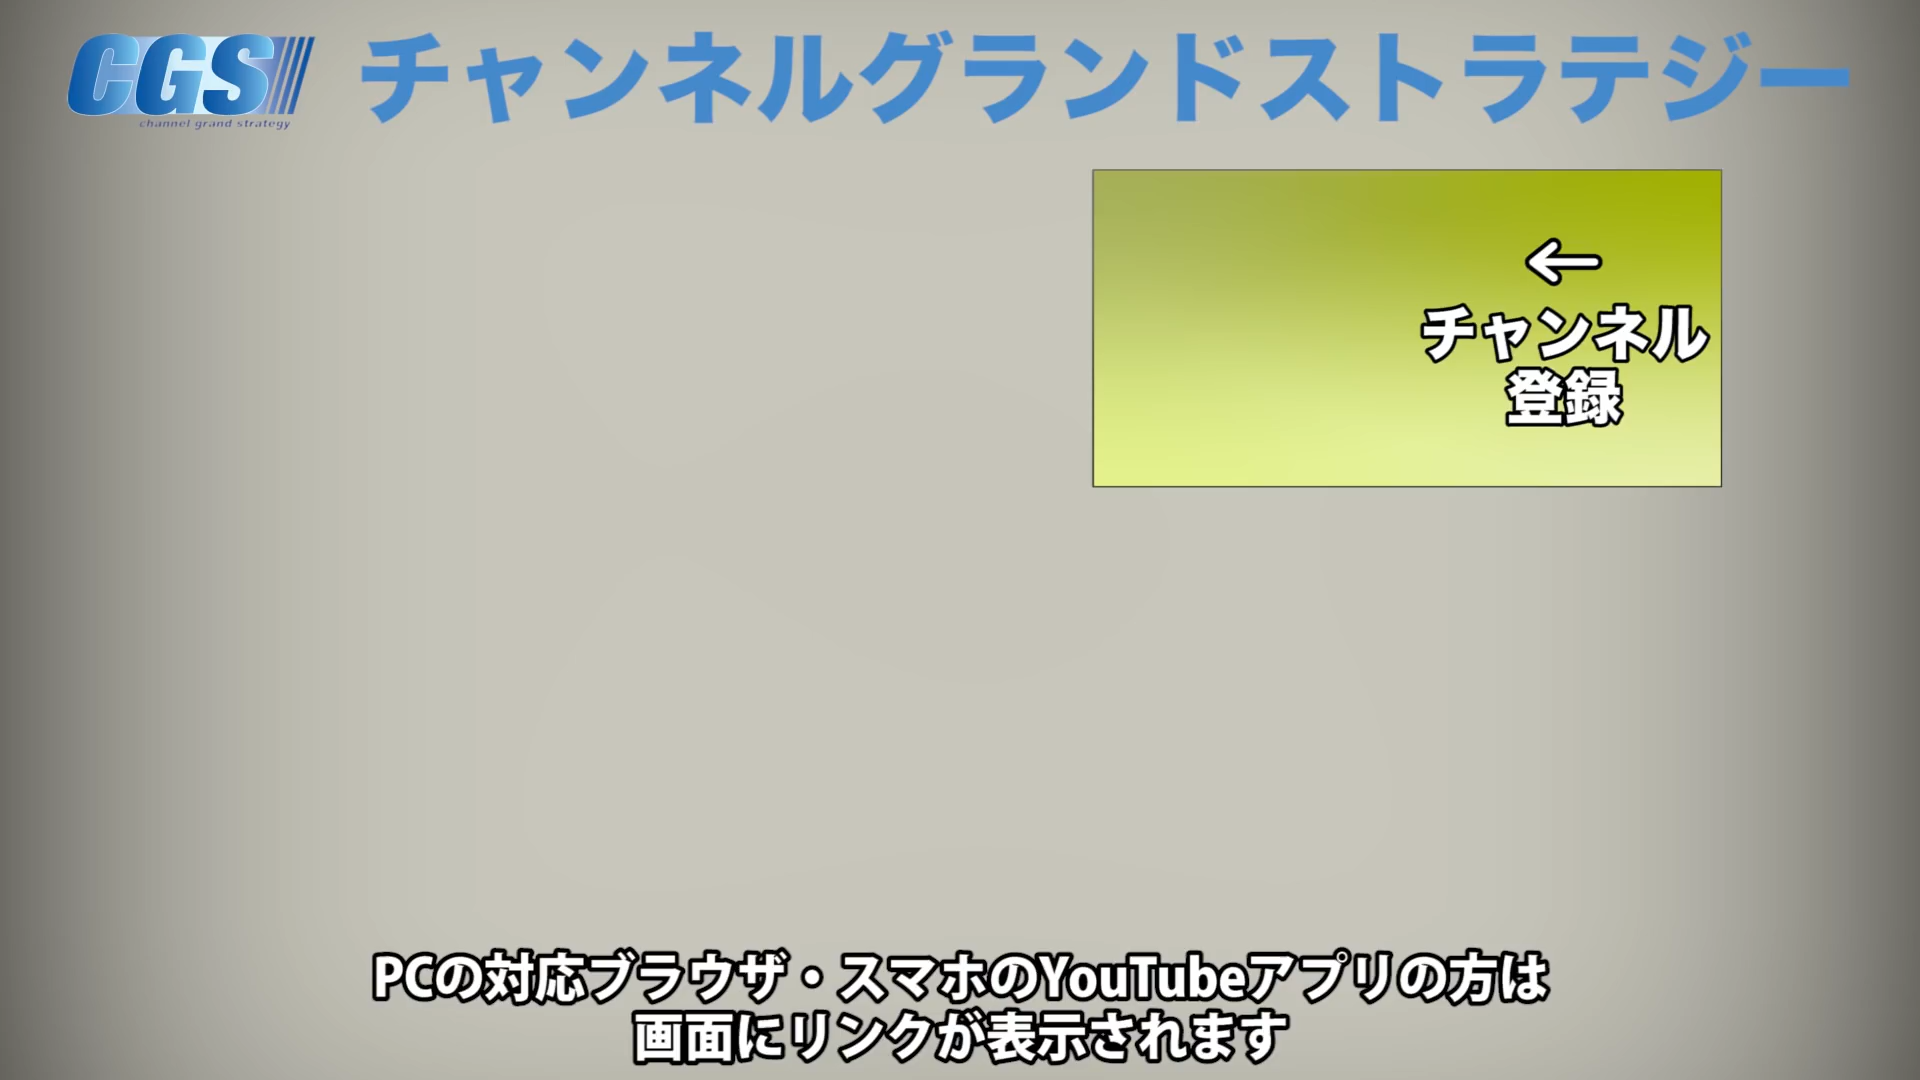 CGS
channel grand strategy
チャンネルグランドストラテジー
←
チャンネル
登録
PCの対応ブラウザ・スマホのYouTubeアプリの方は
画面にリンクが表示されます